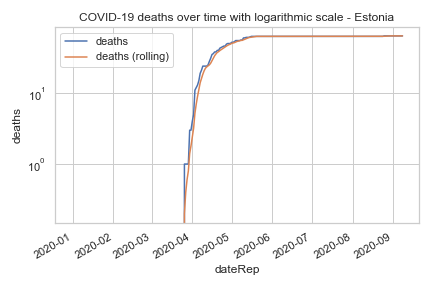 COVID-19 deaths over time with logarithmic scale - Estonia
deaths
deaths (rolling)
10¹
10⁰
deaths
2020-01
2020-02
2020-03
2020-04
2020-05
2020-06
2020-07
2020-08
2020-09
dateRep